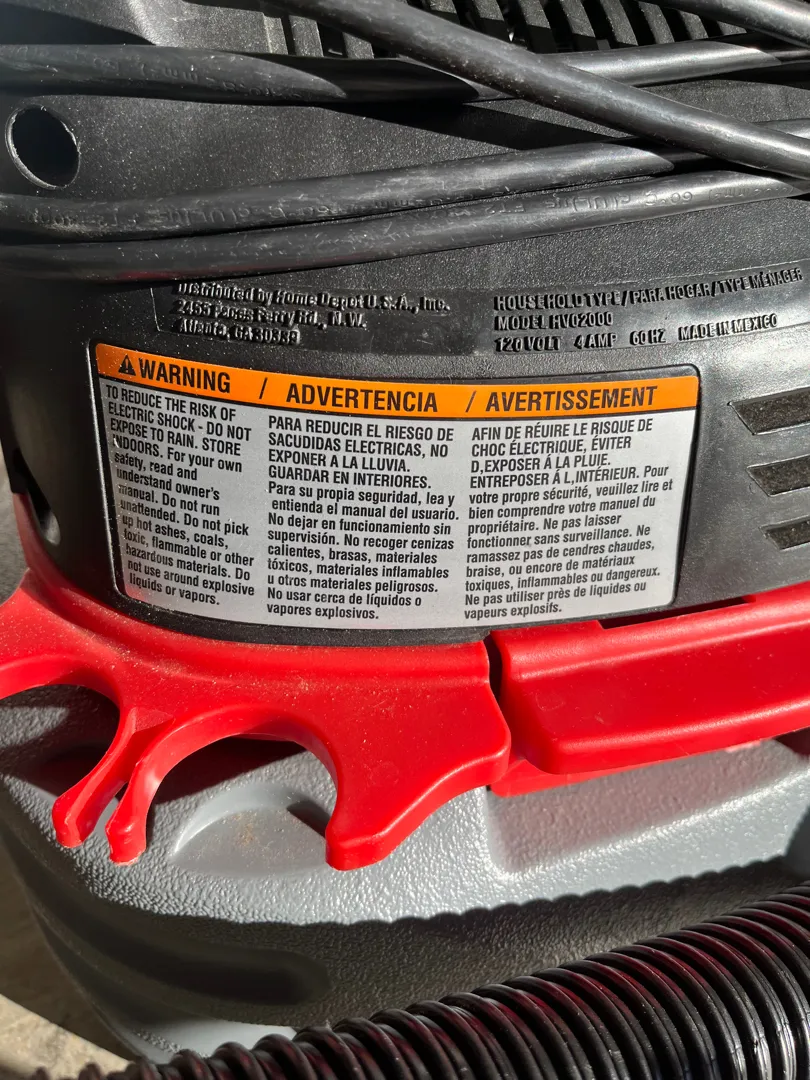 Distributed by Home Depot U.S.A., Inc.
2455 Paces Ferry Rd., N.W.
Atlanta, GA 30339
HOUSEHOLD TYPE / PARA HOGAR / TYPE MÉNAGER
MODEL HV02000
120 VOLT 4 AMP 60 HZ MADE IN MEXICO
WARNING / ADVERTENCIA / AVERTISSEMENT
TO REDUCE THE RISK OF
ELECTRIC SHOCK - DO NOT
EXPOSE TO RAIN. STORE
INDOORS. For your own
safety, read and
understand owner's
manual. Do not run
unattended. Do not pick
up hot ashes, coals,
toxic, flammable or other
hazardous materials. Do
not use around explosive
liquids or vapors.
PARA REDUCIR EL RIESGO DE
SACUDIDAS ELECTRICAS, NO
EXPONER A LA LLUVIA.
GUARDAR EN INTERIORES.
Para su propia seguridad, lea y
entienda el manual del usuario.
No dejar en funcionamiento sin
supervisión. No recoger cenizas
calientes, brasas, materiales
tóxicos, materiales inflamables
u otros materiales peligrosos.
No usar cerca de líquidos o
vapores explosivos.
AFIN DE RÉUIRE LE RISQUE DE
CHOC ÉLECTRIQUE, ÉVITER
D,EXPOSER Á LA PLUIE.
ENTREPOSER Á L,INTÉRIEUR. Pour
votre propre sécurité, veuillez lire et
bien comprendre votre manuel du
propriétaire. Ne pas laisser
fonctionner sans surveillance. Ne
ramassez pas de cendres chaudes,
braise, ou encore de matériaux
toxiques, inflammables ou dangereux.
Ne pas utiliser près de liquides ou
vapeurs explosifs.